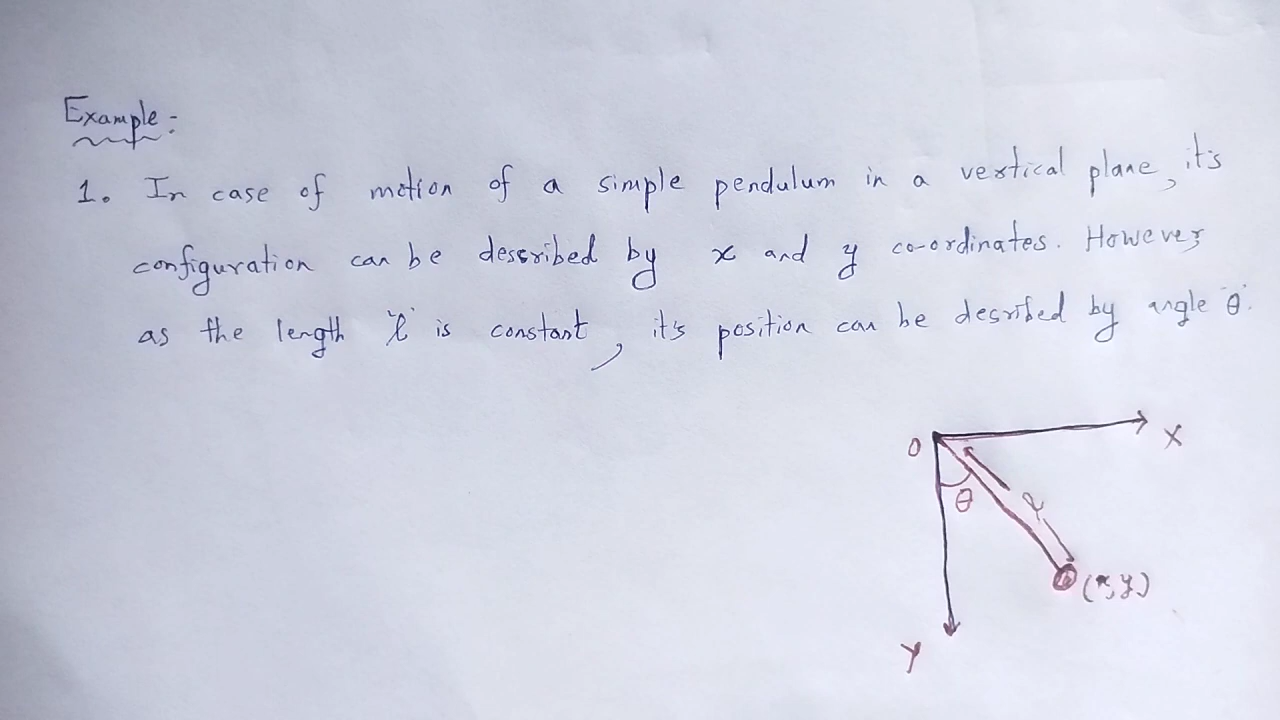 Example:-
1. In case of motion of a simple pendulum in a vertical plane, it's
configuration can be described by x and y co-ordinates. However
as the length 'l' is constant, it's position can be desribed by angle 'θ'.
O
X
θ
l
(x,y)
Y